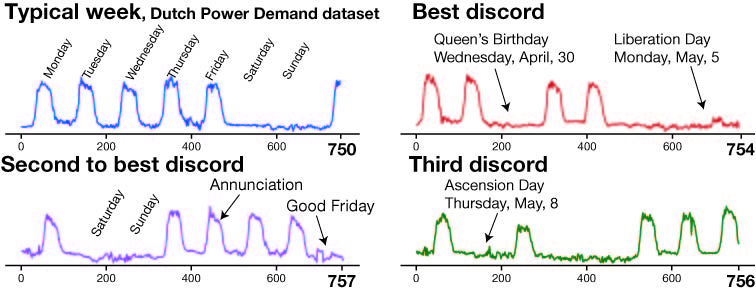 Typical week, Dutch Power Demand dataset
Monday
Tuesday
Wednesday
Thursday
Friday
Saturday
Sunday
0
200
400
600
750
Best discord
Queen's Birthday
Wednesday, April, 30
Liberation Day
Monday, May, 5
0
200
400
600
754
Second to best discord
Saturday
Sunday
Annunciation
Good Friday
0
200
400
600
757
Third discord
Ascension Day
Thursday, May, 8
0
200
400
600
756